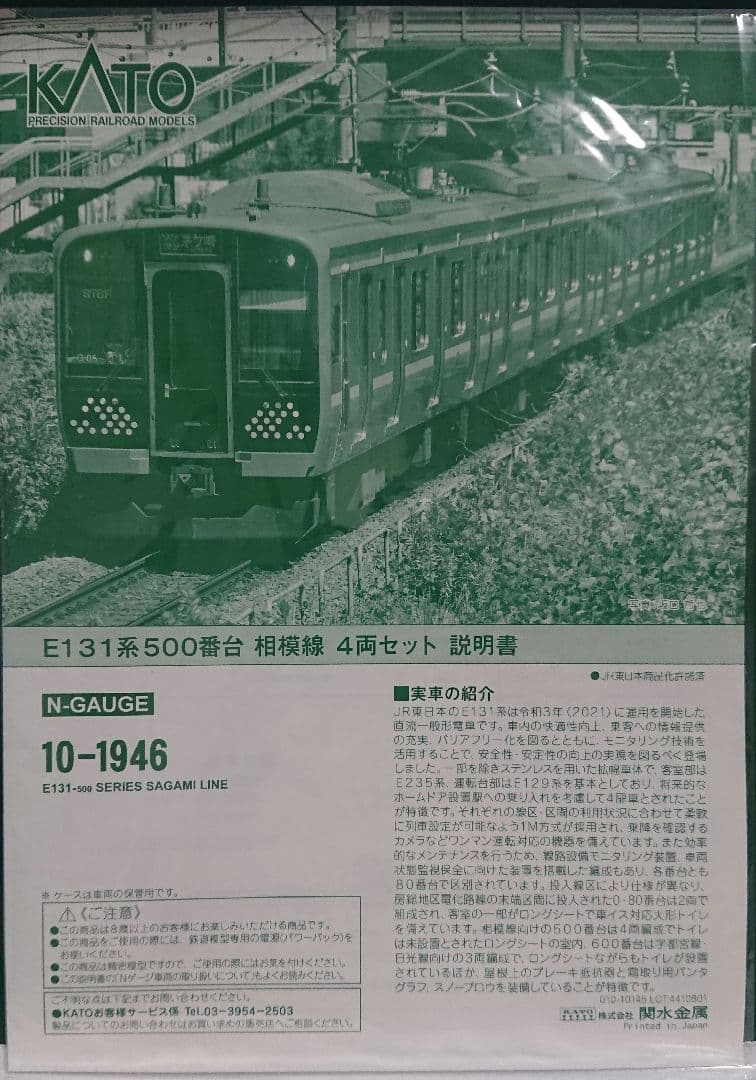 KATO
PRECISION RAILROAD MODELS
茅ケ崎
G-08
E131系500番台 相模線 4両セット 説明書
●JR東日本商品化許諾済
N-GAUGE
10-1946
E131-500 SERIES SAGAMI LINE
※ ケースは車両の保管用です。
⚠《ご注意》
●この商品は8歳以上のお客様にお楽しみいただける商品です。
●この商品をご使用の際には、鉄道模型専用の電源(パワーパック)を
お使いください。
●この商品は精密模型ですので、ご使用の際にはお気を付けください。
●この説明書の「Nゲージ車両の取り扱いについて」もよくお読みください。
ご不明な点は下記までお問い合わせください。
●KATOお客様サービス係 Tel.03-3954-2503
製品についてのお問い合わせはお買い求めの販売店へご相談ください。
■実車の紹介
JR東日本のE131系は令和3年(2021)に運用を開始した
直流一般形電車です。車内の快適性向上、乗客への情報提供
の充実、バリアフリー化を図るとともに、モニタリング技術を
活用することで、安全性・安定性の向上の実現を図るべく登場
しました。一部を除きステンレスを用いた拡幅車体で、客室部は
E235系、運転台部はE129系を基本としており、将来的な
ホームドア設置駅への乗り入れを考慮して4扉車とされたこと
が特徴です。それぞれの線区・区間の利用状況に合わせて柔軟
に列車設定が可能なよう1M方式が採用され、乗降を確認する
カメラなどワンマン運転対応の機器を備えています。また効率
的なメンテナンスを行うため、線路設備モニタリング装置、車両
状態監視保全に向けた装置を搭載した編成もあり、各番台とも
80番台で区別されています。投入線区により仕様が異なり、
房総地区電化路線の末端区間に投入された0・80番台は2両で
組成され、客室の一部がロングシートで車イス対応大形トイレ
を備えています。相模線向けの500番台は4両編成でトイレ
は未設置とされたロングシートの室内、600番台は宇都宮線・
日光線向けの3両編成で、ロングシートながらもトイレが設置
されているほか、屋根上のブレーキ抵抗器と霜取り用パンタ
グラフ、スノープロウを装備していることが特徴です。
010-10145 LOT4410801
KATO 株式会社 関水金属
Printed in Japan